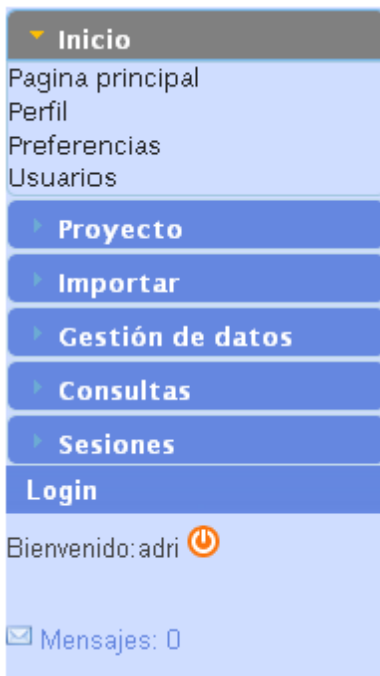 Inicio
Pagina principal
Perfil
Preferencias
Usuarios
Proyecto
Importar
Gestión de datos
Consultas
Sesiones
Login
Bienvenido: adri
Mensajes: 0